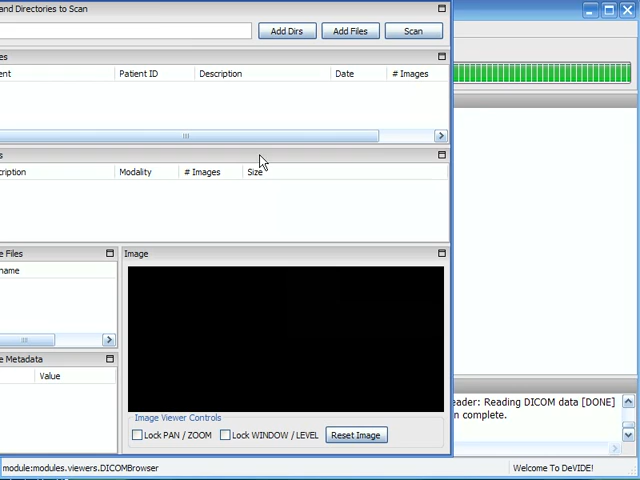 and Directories to Scan
Add Dirs Add Files Scan
es
ent Patient ID Description Date # Images
s
cription Modality # Images Size
e Files
name
Image
e Metadata
Value
Image Viewer Controls
Lock PAN / ZOOM Lock WINDOW / LEVEL Reset Image
eader: Reading DICOM data [DONE]
n complete.
module:modules.viewers.DICOMBrowser
Welcome To DeVIDE!